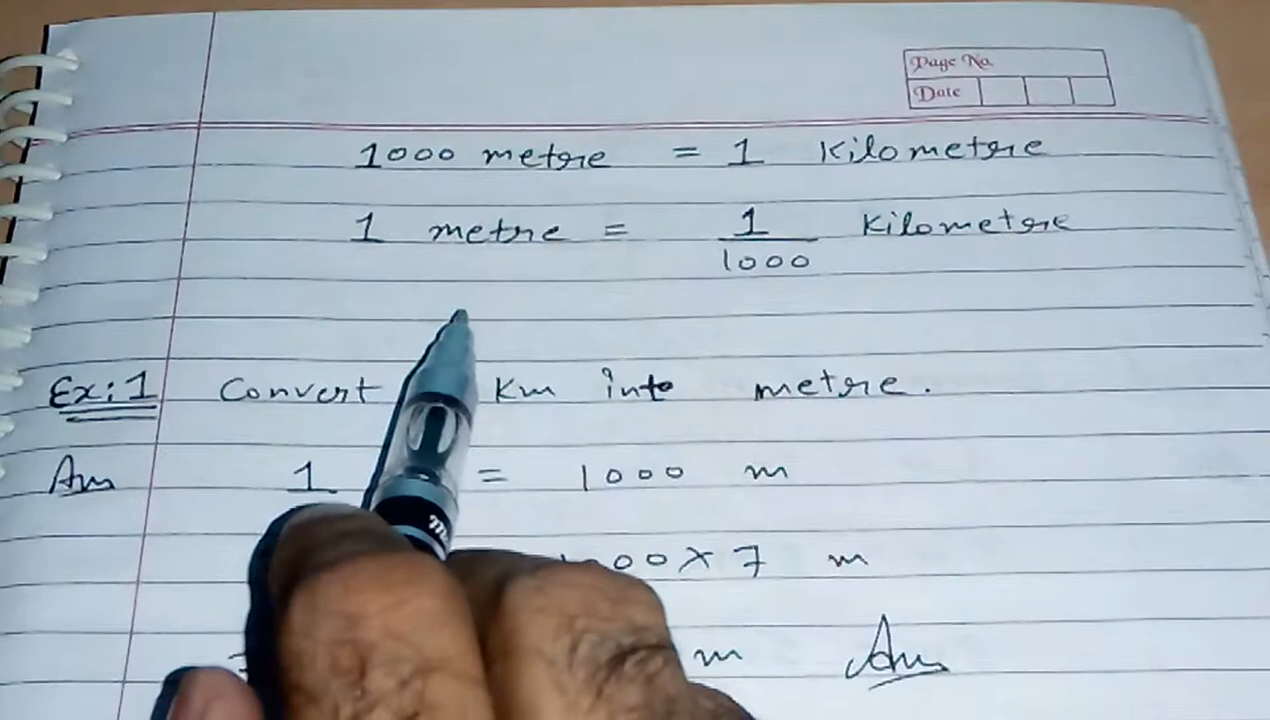 Page No.
Date
1000 metre = 1 Kilometre
1 metre = 1/1000 Kilometre
Ex:1 Convert Km into metre.
Ans 1 = 1000 m
00 × 7 m
m Ans